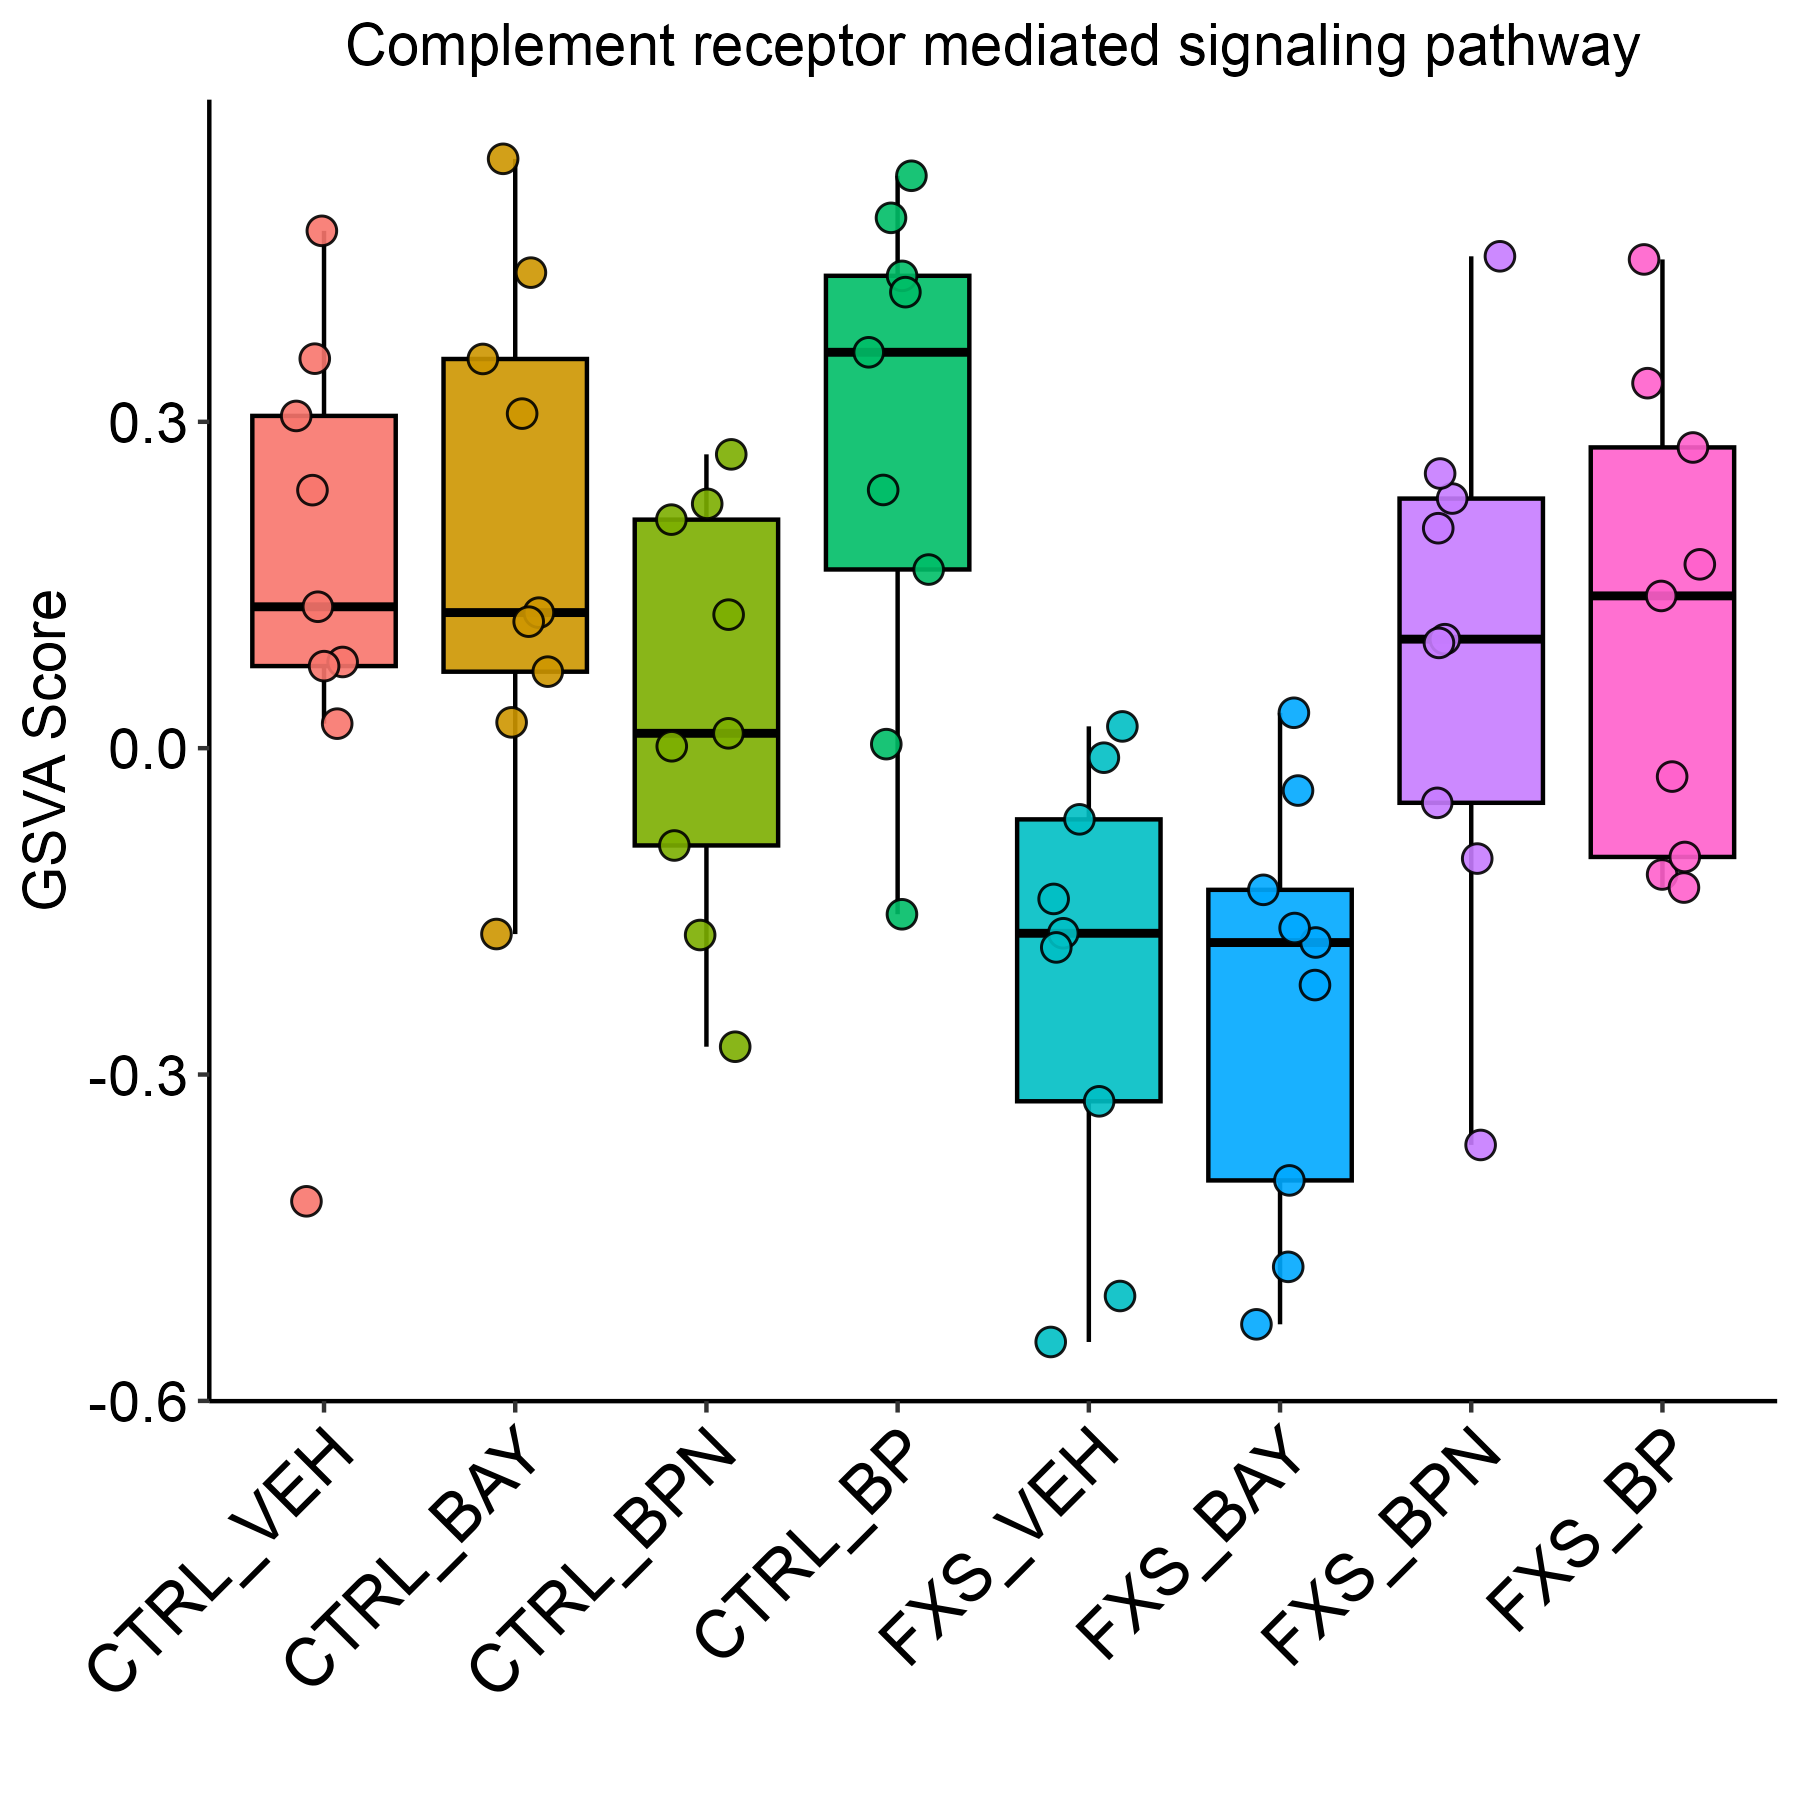 Complement receptor mediated signaling pathway
GSVA Score
0.3
0.0
-0.3
-0.6
CTRL_VEH
CTRL_BAY
CTRL_BPN
CTRL_BP
FXS_VEH
FXS_BAY
FXS_BPN
FXS_BP